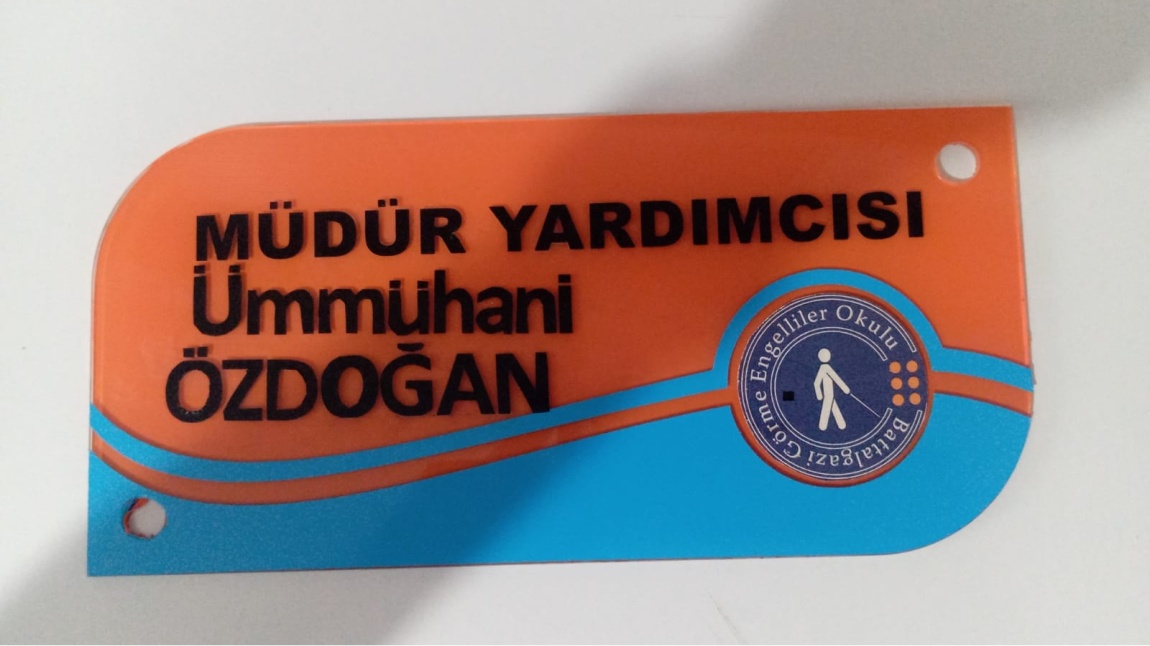 MÜDÜR YARDIMCISI
Ümmühani
ÖZDOĞAN
Battalgazi Görme Engelliler Okulu